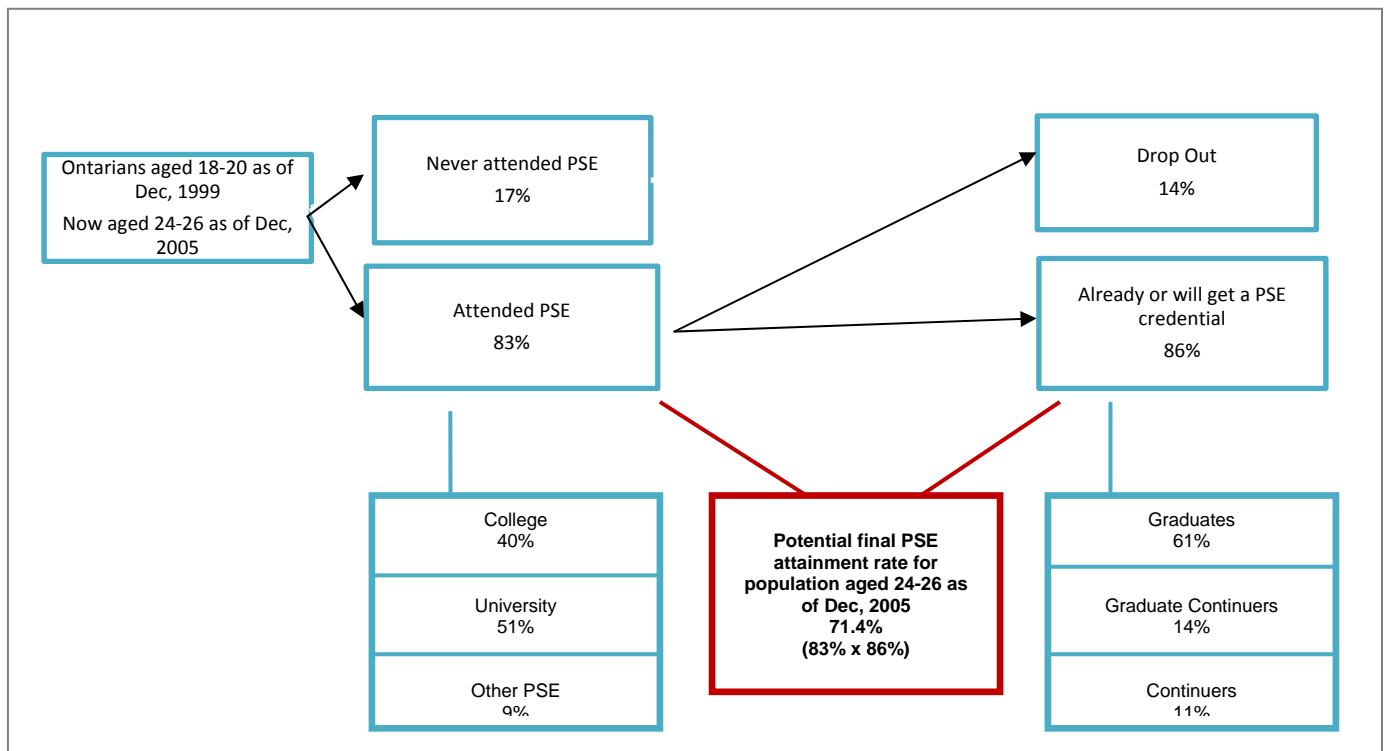 Ontarians aged 18-20 as of
Dec, 1999
Now aged 24-26 as of Dec,
2005
Never attended PSE
17%
Attended PSE
83%
Drop Out
14%
Already or will get a PSE
credential
86%
College
40%
University
51%
Other PSE
9%
Potential final PSE
attainment rate for
population aged 24-26 as
of Dec, 2005
71.4%
(83% x 86%)
Graduates
61%
Graduate Continuers
14%
Continuers
11%